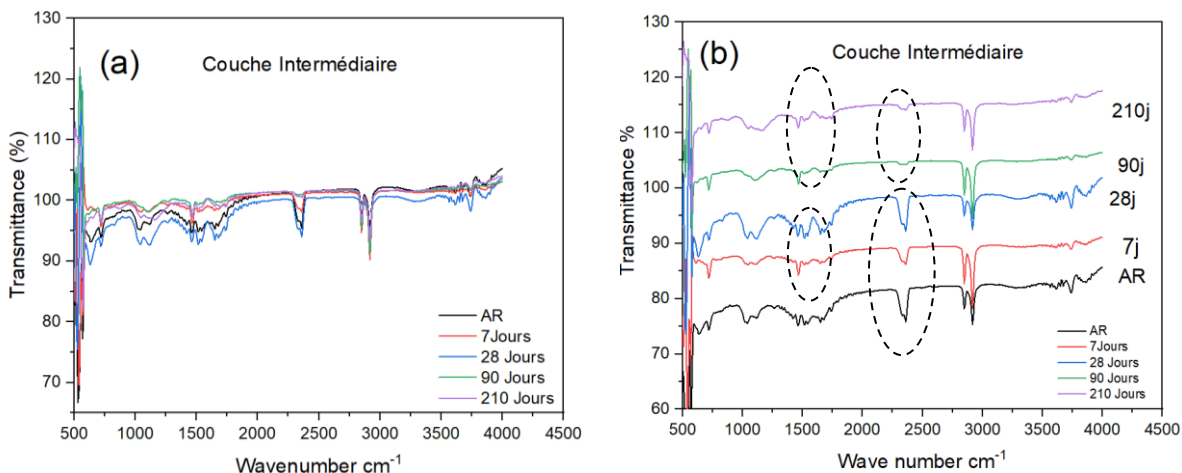 (a)
Couche Intermédiaire
Transmittance (%)
130
120
110
100
90
80
70
AR
7Jours
28 Jours
90 Jours
210 Jours
500 1000 1500 2000 2500 3000 3500 4000 4500
Wavenumber cm⁻¹
(b)
Couche Intermédiaire
Transmittance %
130
120
110
100
90
80
70
60
210j
90j
28j
7j
AR
AR
7Jours
28 Jours
90 Jours
210 Jours
500 1000 1500 2000 2500 3000 3500 4000 4500
Wave number cm⁻¹